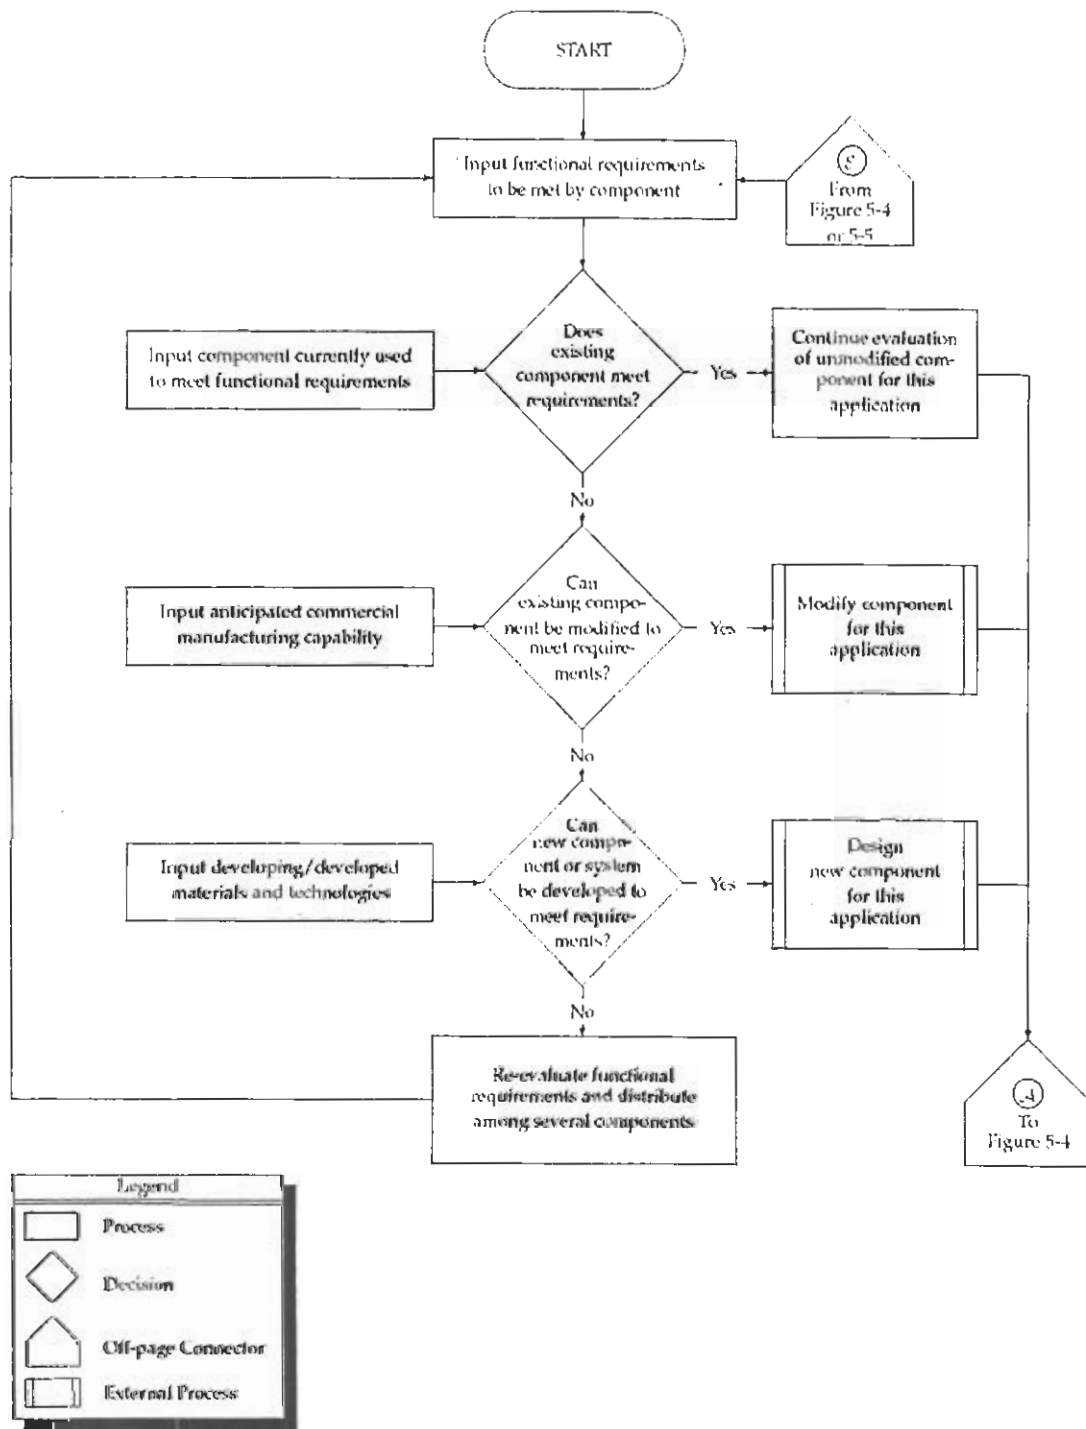 START
Input functional requirements
to be met by component
From
Figure 5-4
or 5-5
Input component currently used
to meet functional requirements
Does
existing
component meet
requirements?
Yes
Continue evaluation
of unmodified com-
ponent for this
application
No
Input anticipated commercial
manufacturing capability
Can
existing compo-
nent be modified to
meet require-
ments?
Yes
Modify component
for this
application
No
Input developing/developed
materials and technologies
Can
new compo-
nent or system
be developed to
meet require-
ments?
Yes
Design
new component
for this
application
No
Re-evaluate functional
requirements and distribute
among several components
A
To
Figure 5-4
Legend
Process
Decision
Off-page Connector
External Process